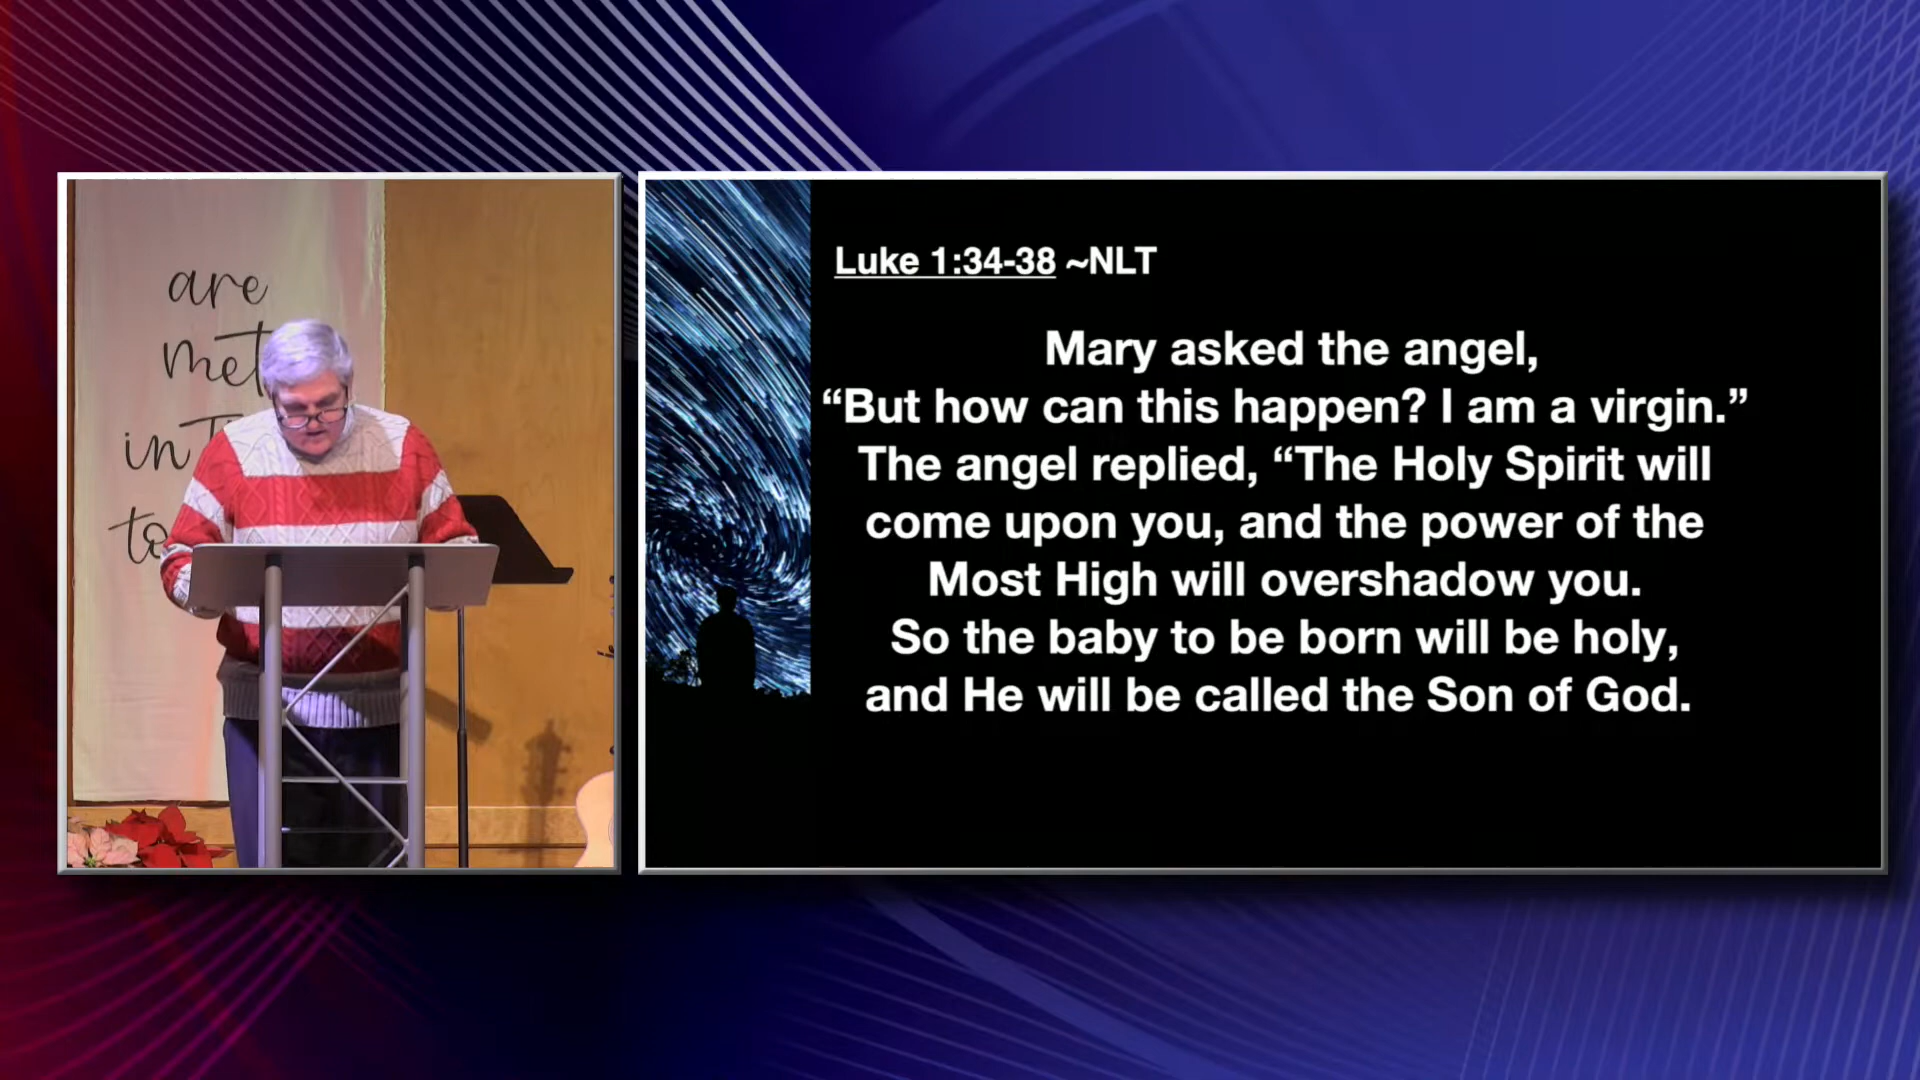 are
met
in
to
Luke 1:34-38 ~NLT
Mary asked the angel,
“But how can this happen? I am a virgin.”
The angel replied, “The Holy Spirit will
come upon you, and the power of the
Most High will overshadow you.
So the baby to be born will be holy,
and He will be called the Son of God.